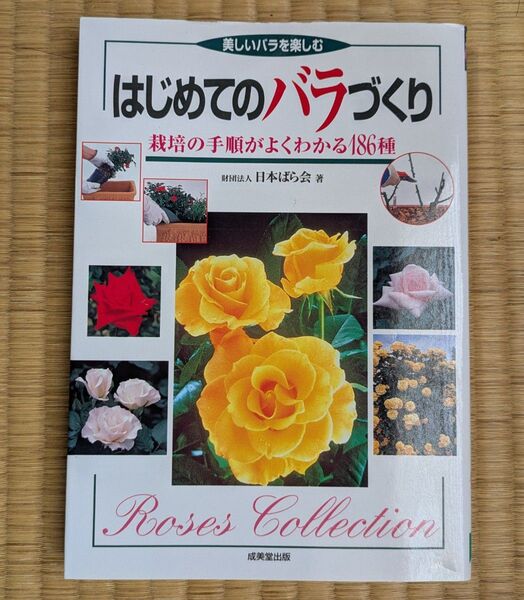 美しいバラを楽しむ
はじめてのバラづくり
栽培の手順がよくわかる186種
財団法人 日本ばら会 著
Roses Collection
成美堂出版